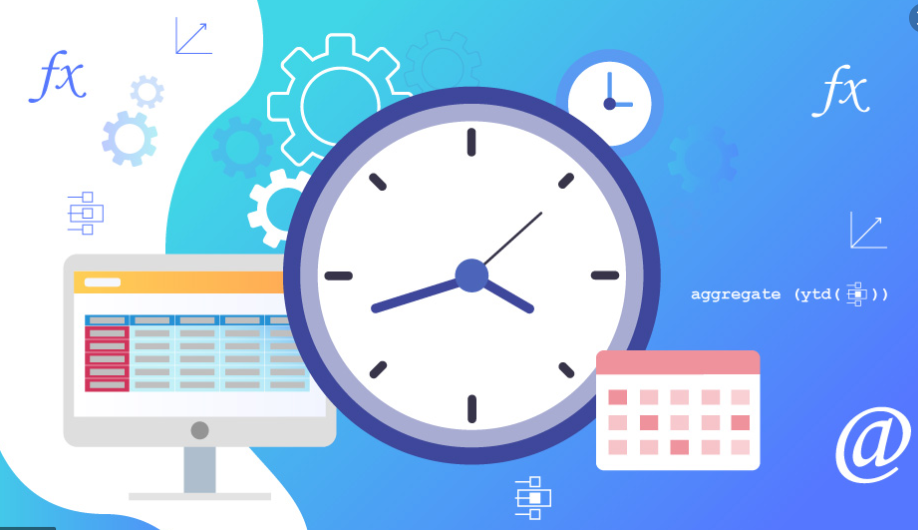 fx
fx
aggregate (ytd( ))
@